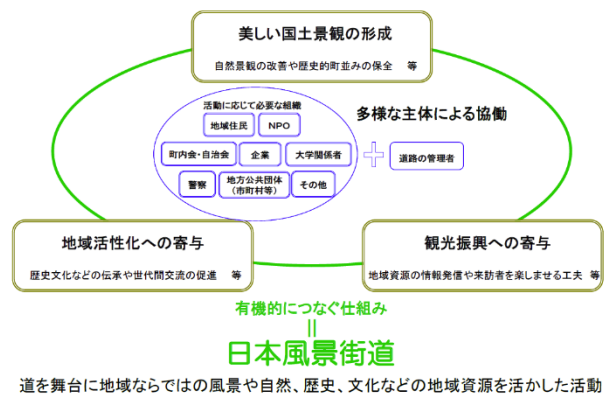 美しい国土景観の形成
自然景観の改善や歴史的町並みの保全　等
活動に応じて必要な組織
多様な主体による協働
地域住民
NPO
町内会・自治会
企業
大学関係者
道路の管理者
警察
地方公共団体
（市町村等）
その他
地域活性化への寄与
歴史文化などの伝承や世代間交流の促進　等
観光振興への寄与
地域資源の情報発信や来訪者を楽しませる工夫　等
有機的につなぐ仕組み
＝
日本風景街道
道を舞台に地域ならではの風景や自然、歴史、文化などの地域資源を活かした活動